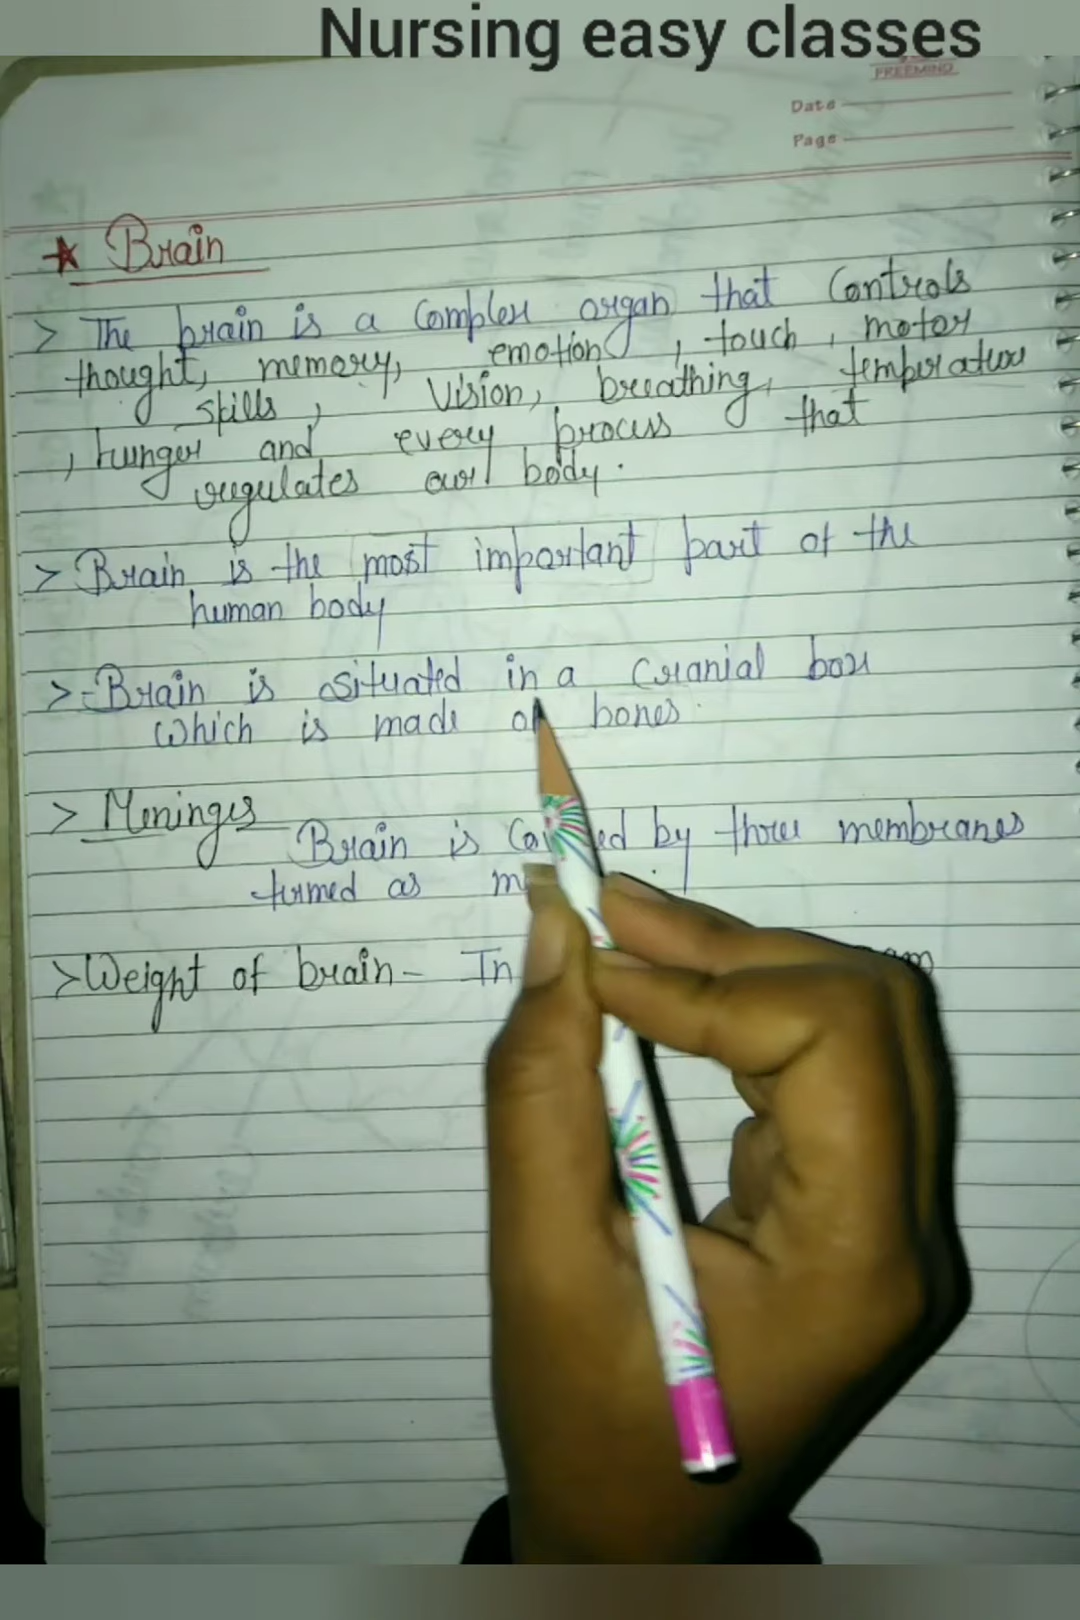 Nursing easy classes
FREEMIND
Date
Page
★ Brain
> The brain is a Complex organ that Controls
thought, memory, emotion, touch, motor
skills, Vision, breathing, temperature
, hunger and every process that
regulates our body.
> Brain is the most important part of the
human body
> - Brain is situated in a Cranial box
which is made of bones.
> Meninges
Brain is by three membranes
termed as
> Weight of brain - In